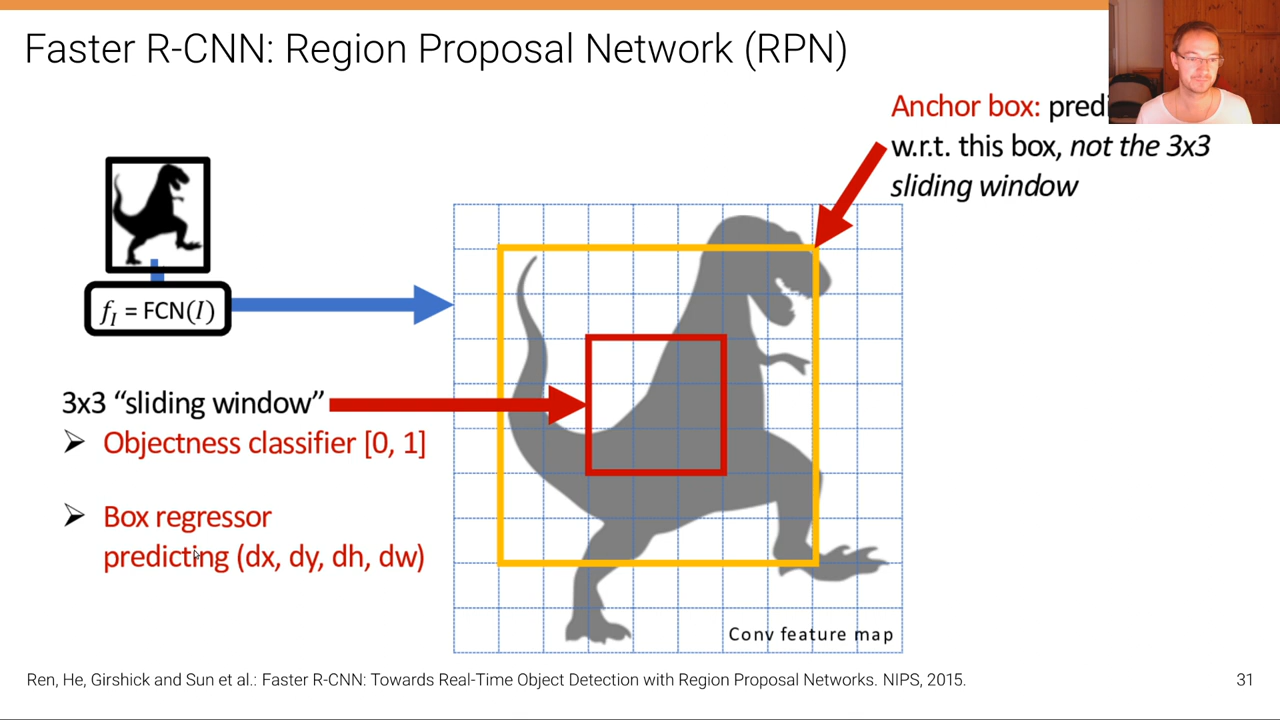 Faster R-CNN: Region Proposal Network (RPN)
Anchor box:
w.r.t. this box, not the 3x3
sliding window
f_I = FCN(I)
3x3 “sliding window”
➢ Objectness classifier [0, 1]
➢ Box regressor
predicting (dx, dy, dh, dw)
Conv feature map
Ren, He, Girshick and Sun et al.: Faster R-CNN: Towards Real-Time Object Detection with Region Proposal Networks. NIPS, 2015.
31